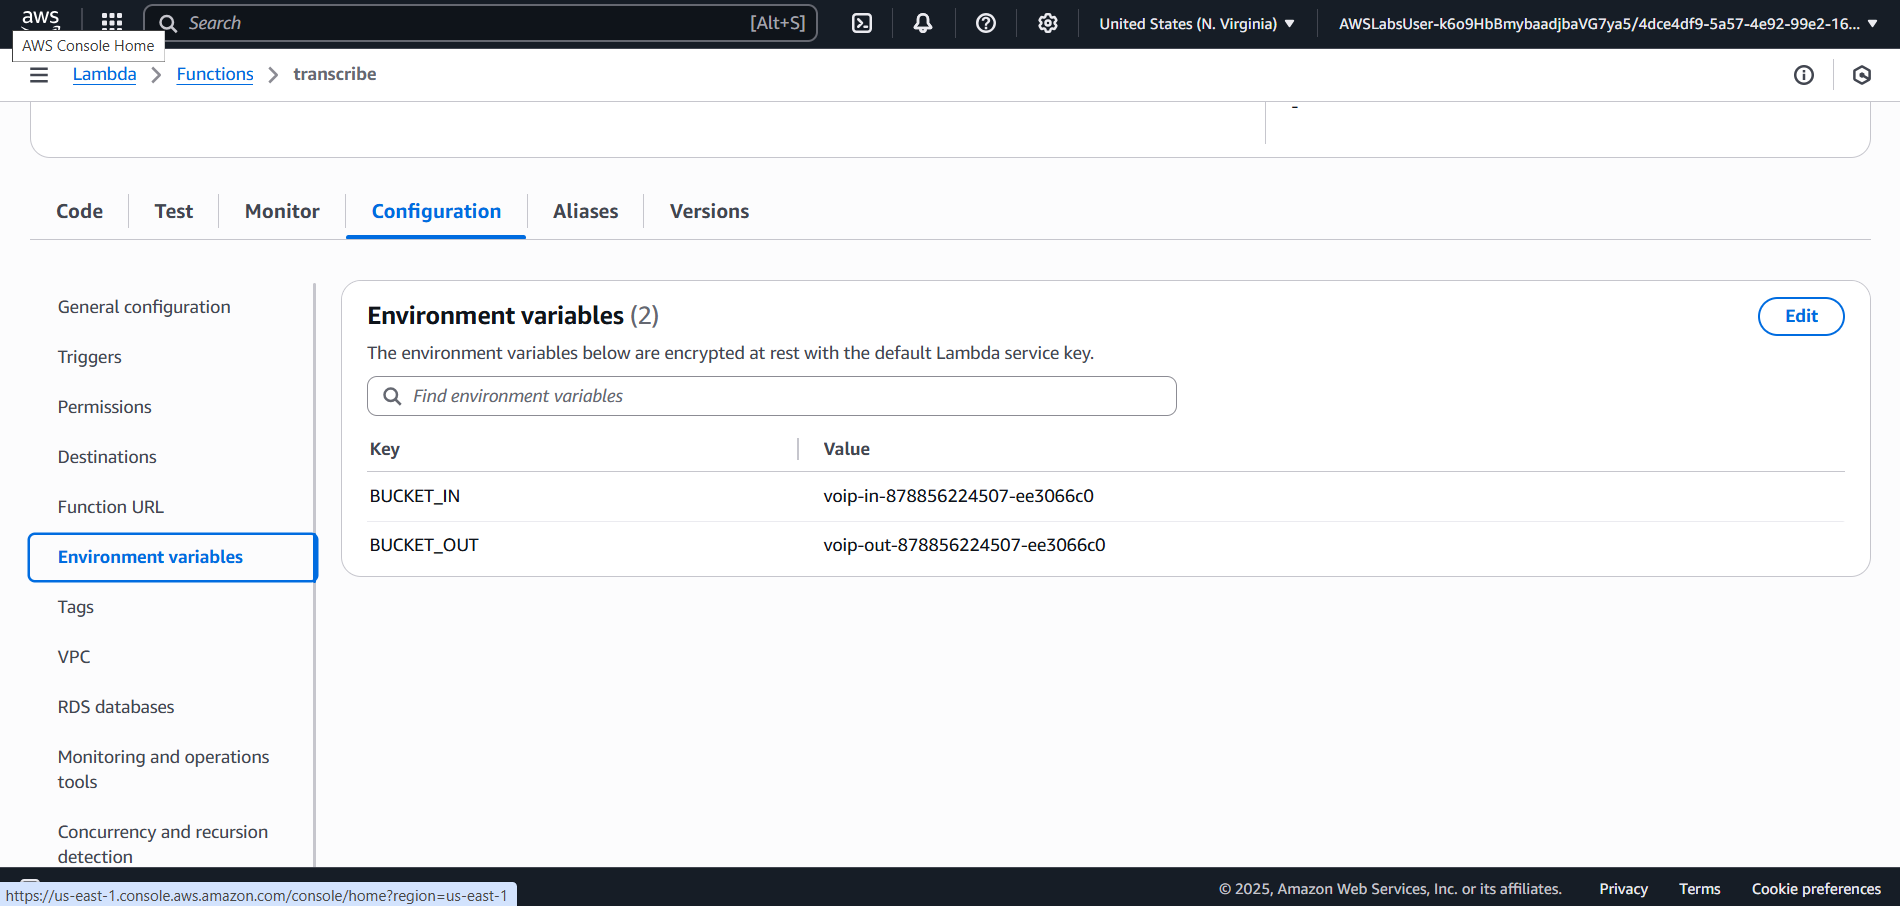 aws
Search
[Alt+S]
United States (N. Virginia)
AWSLabsUser-k6o9HbBmybaadjbaVG7ya5/4dce4df9-5a57-4e92-99e2-16...
AWS Console Home
Lambda
Functions
transcribe
-
Code
Test
Monitor
Configuration
Aliases
Versions
General configuration
Triggers
Permissions
Destinations
Function URL
Environment variables
Tags
VPC
RDS databases
Monitoring and operations
tools
Concurrency and recursion
detection
Environment variables (2)
Edit
The environment variables below are encrypted at rest with the default Lambda service key.
Find environment variables
Key
Value
BUCKET_IN
voip-in-878856224507-ee3066c0
BUCKET_OUT
voip-out-878856224507-ee3066c0
https://us-east-1.console.aws.amazon.com/console/home?region=us-east-1
© 2025, Amazon Web Services, Inc. or its affiliates.
Privacy
Terms
Cookie preferences